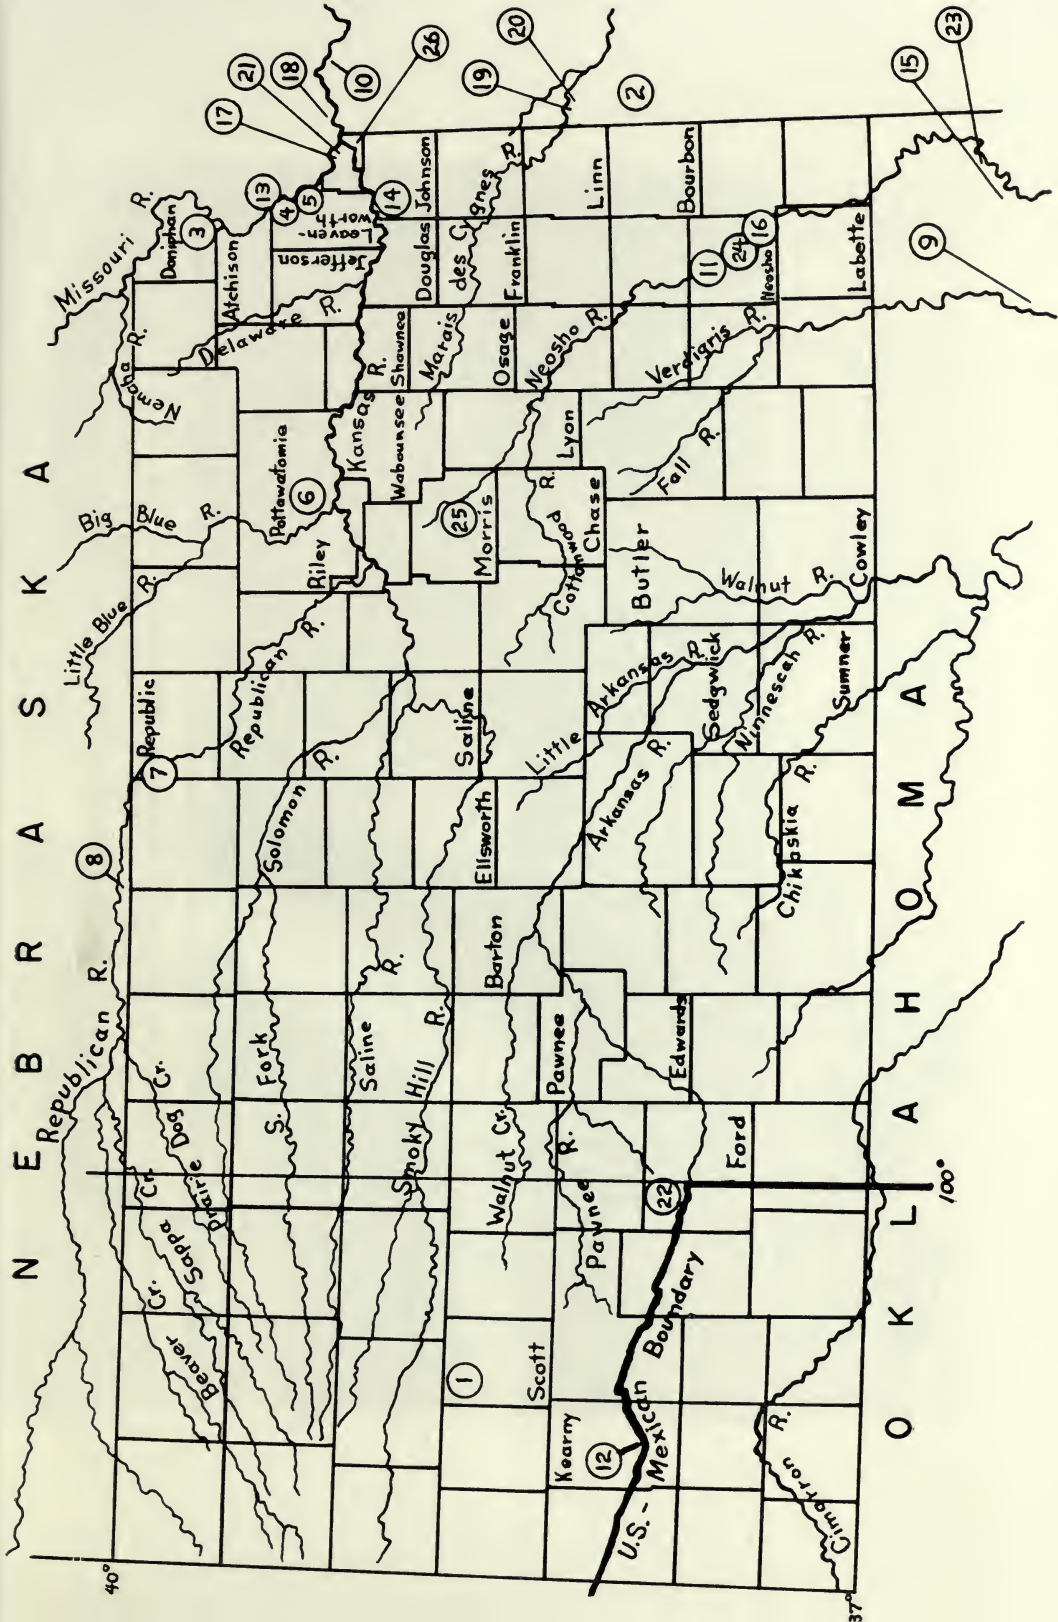 N E B R A S K A
Republican R.
Little Blue R.
Big Blue R.
Nemaha R.
Missouri R.
40°
Beaver Cr.
Sappa Cr.
Prairie Dog Cr.
8
7
Republic
Republican R.
Riley
Pottawatomie
6
Delaware R.
Atchison
Doniphan
3
13
4
5
17
21
18
10
26
14
Leaven-
worth
Jefferson
S. Fork
Solomon R.
Kansas R.
Wabaunsee
Shawnee
Douglas
Johnson
Saline R.
Saline
Smoky Hill R.
Ellsworth
25
Morris
Marais des Cygnes R.
Osage
Franklin
19
20
2
Linn
Bourbon
1
Scott
Walnut Cr.
Barton
Cottonwood R.
Chase
Lyon
Neosho R.
11
24
16
Neosho
Labette
Kearny
12
Pawnee R.
Pawnee
22
Edwards
Ford
U.S. - Mexican Boundary
Little Arkansas R.
Arkansas R.
Sedgwick
Ninnescah R.
Chikaskia R.
Sumner
Butler
Walnut R.
Cowley
Fall R.
Verdigris R.
9
15
23
Cimarron R.
37°
100°
O K L A H O M A